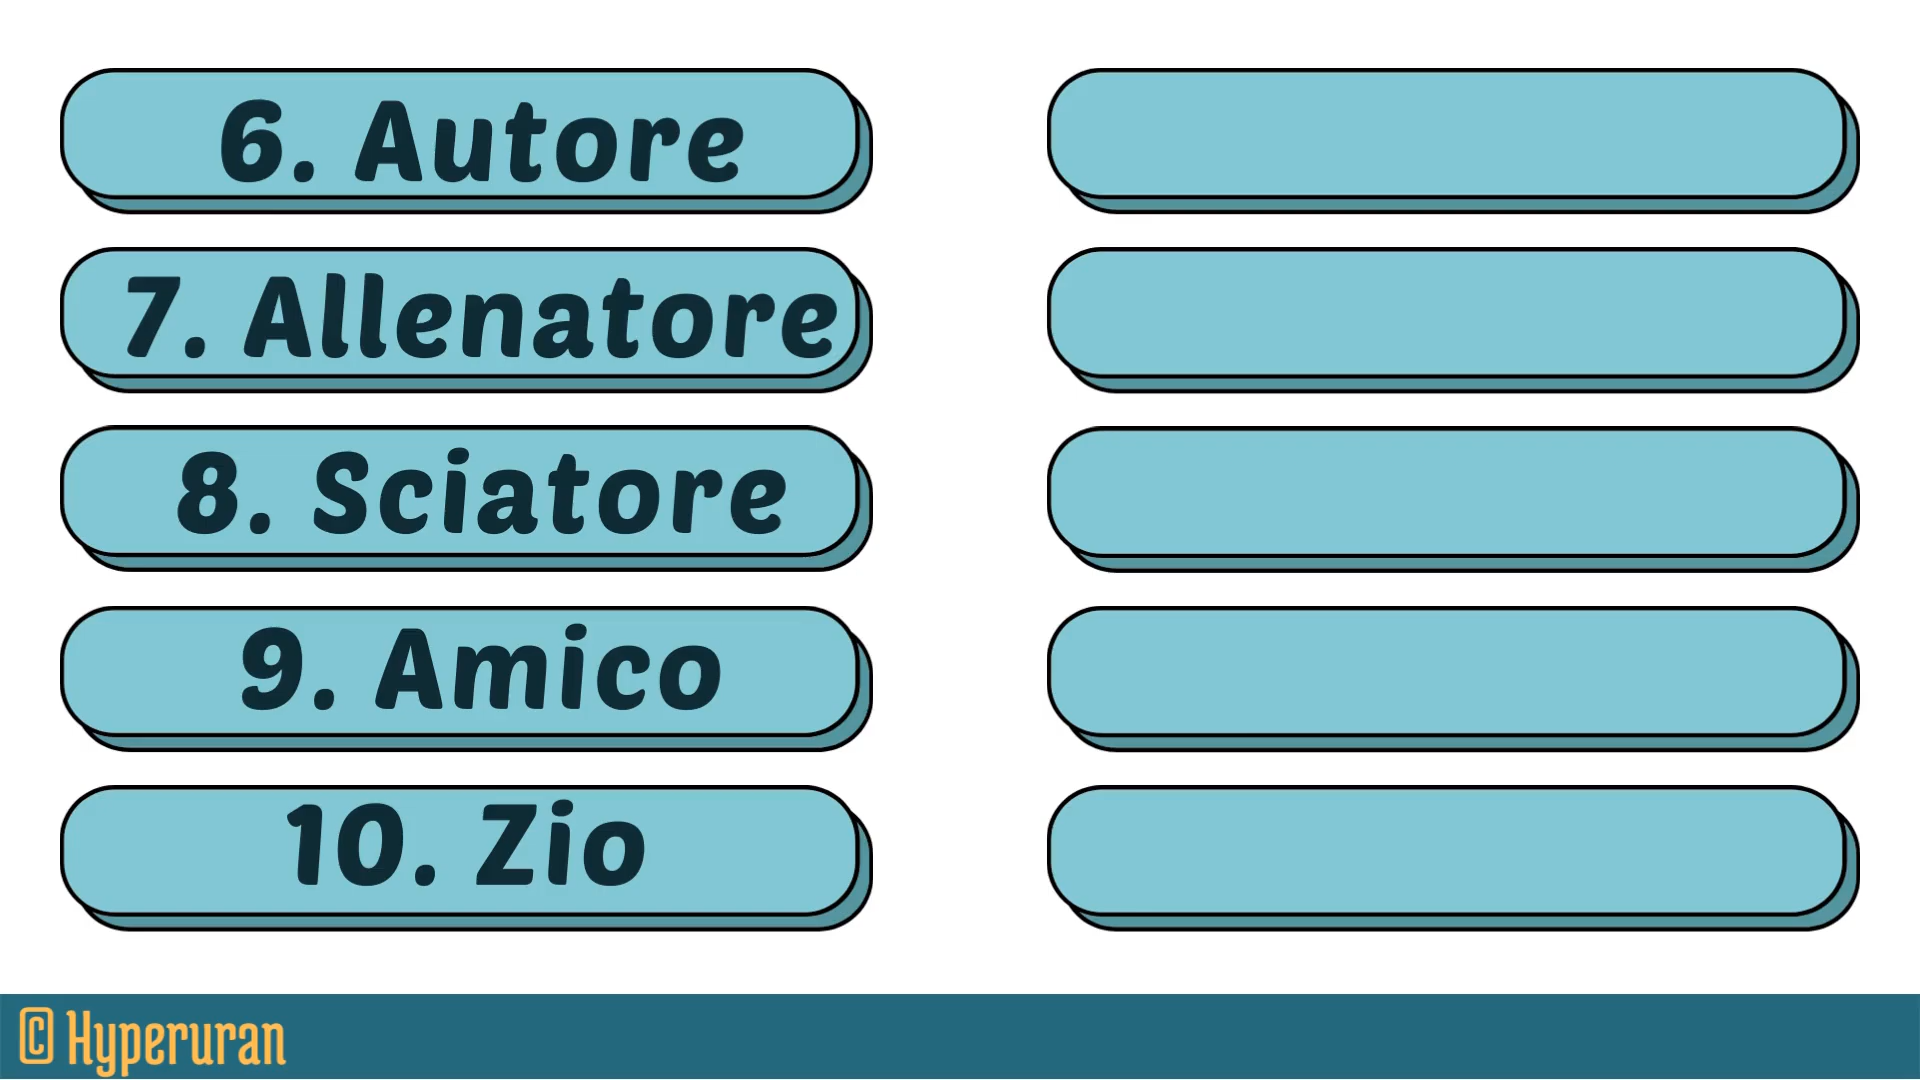 6. Autore
7. Allenatore
8. Sciatore
9. Amico
10. Zio
© Hyperuran